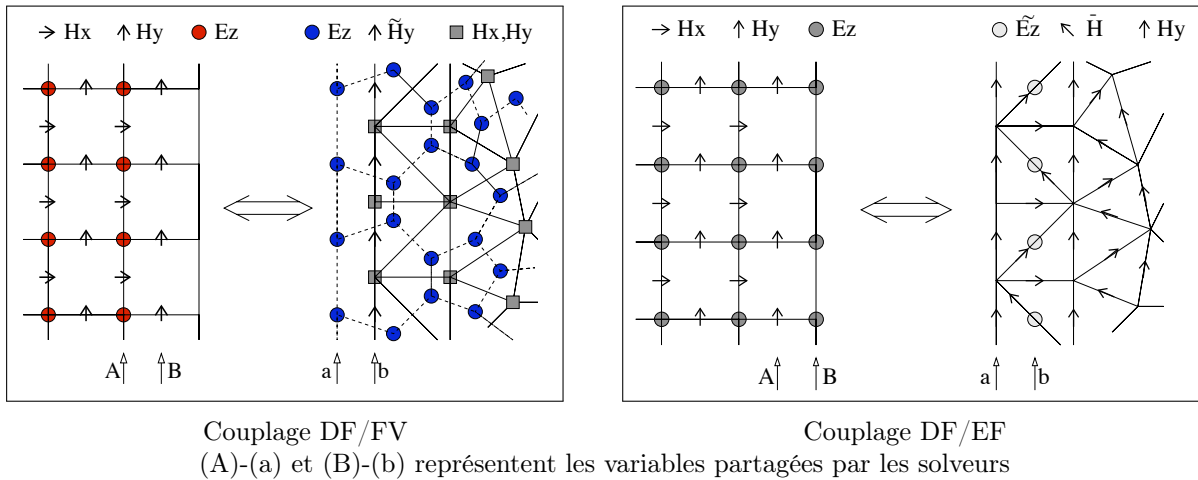 Hx Hy Ez Ez H̃y Hx,Hy
A B a b
Hx Hy Ez Ẽz H̄ Hy
A B a b
Couplage DF/FV
Couplage DF/EF
(A)-(a) et (B)-(b) représentent les variables partagées par les solveurs